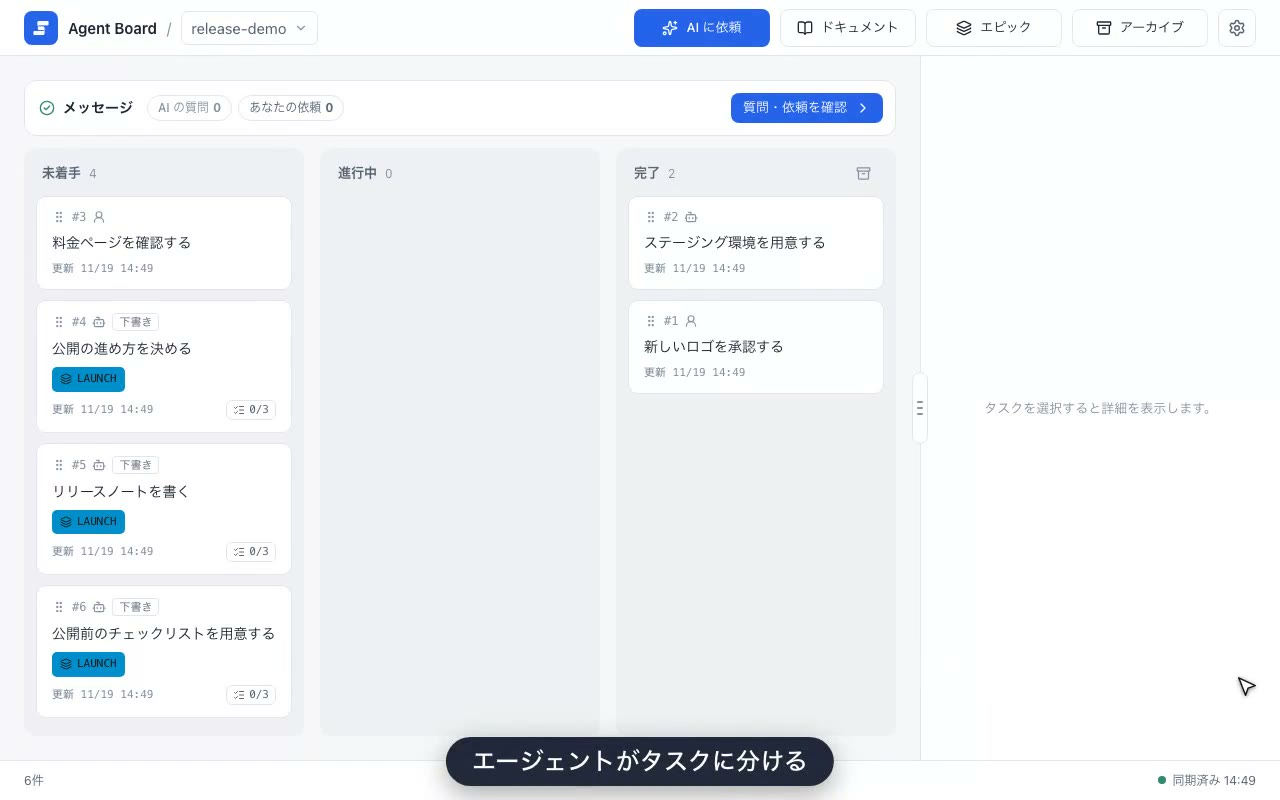 Agent Board / release-demo
AI に依頼
ドキュメント
エピック
アーカイブ
メッセージ
AI の質問 0
あなたの依頼 0
質問・依頼を確認
未着手 4
#3
料金ページを確認する
更新 11/19 14:49
#4 下書き
公開の進め方を決める
LAUNCH
更新 11/19 14:49 0/3
#5 下書き
リリースノートを書く
LAUNCH
更新 11/19 14:49 0/3
#6 下書き
公開前のチェックリストを用意する
LAUNCH
更新 11/19 14:49 0/3
進行中 0
完了 2
#2
ステージング環境を用意する
更新 11/19 14:49
#1
新しいロゴを承認する
更新 11/19 14:49
タスクを選択すると詳細を表示します。
エージェントがタスクに分ける
6件
同期済み 14:49